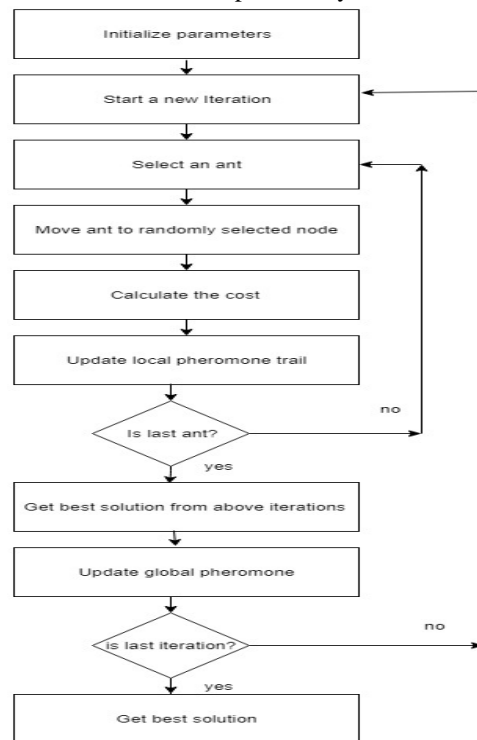 Initialize parameters
Start a new Iteration
Select an ant
Move ant to randomly selected node
Calculate the cost
Update local pheromone trail
Is last ant?
no
yes
Get best solution from above iterations
Update global pheromone
is last iteration?
no
yes
Get best solution